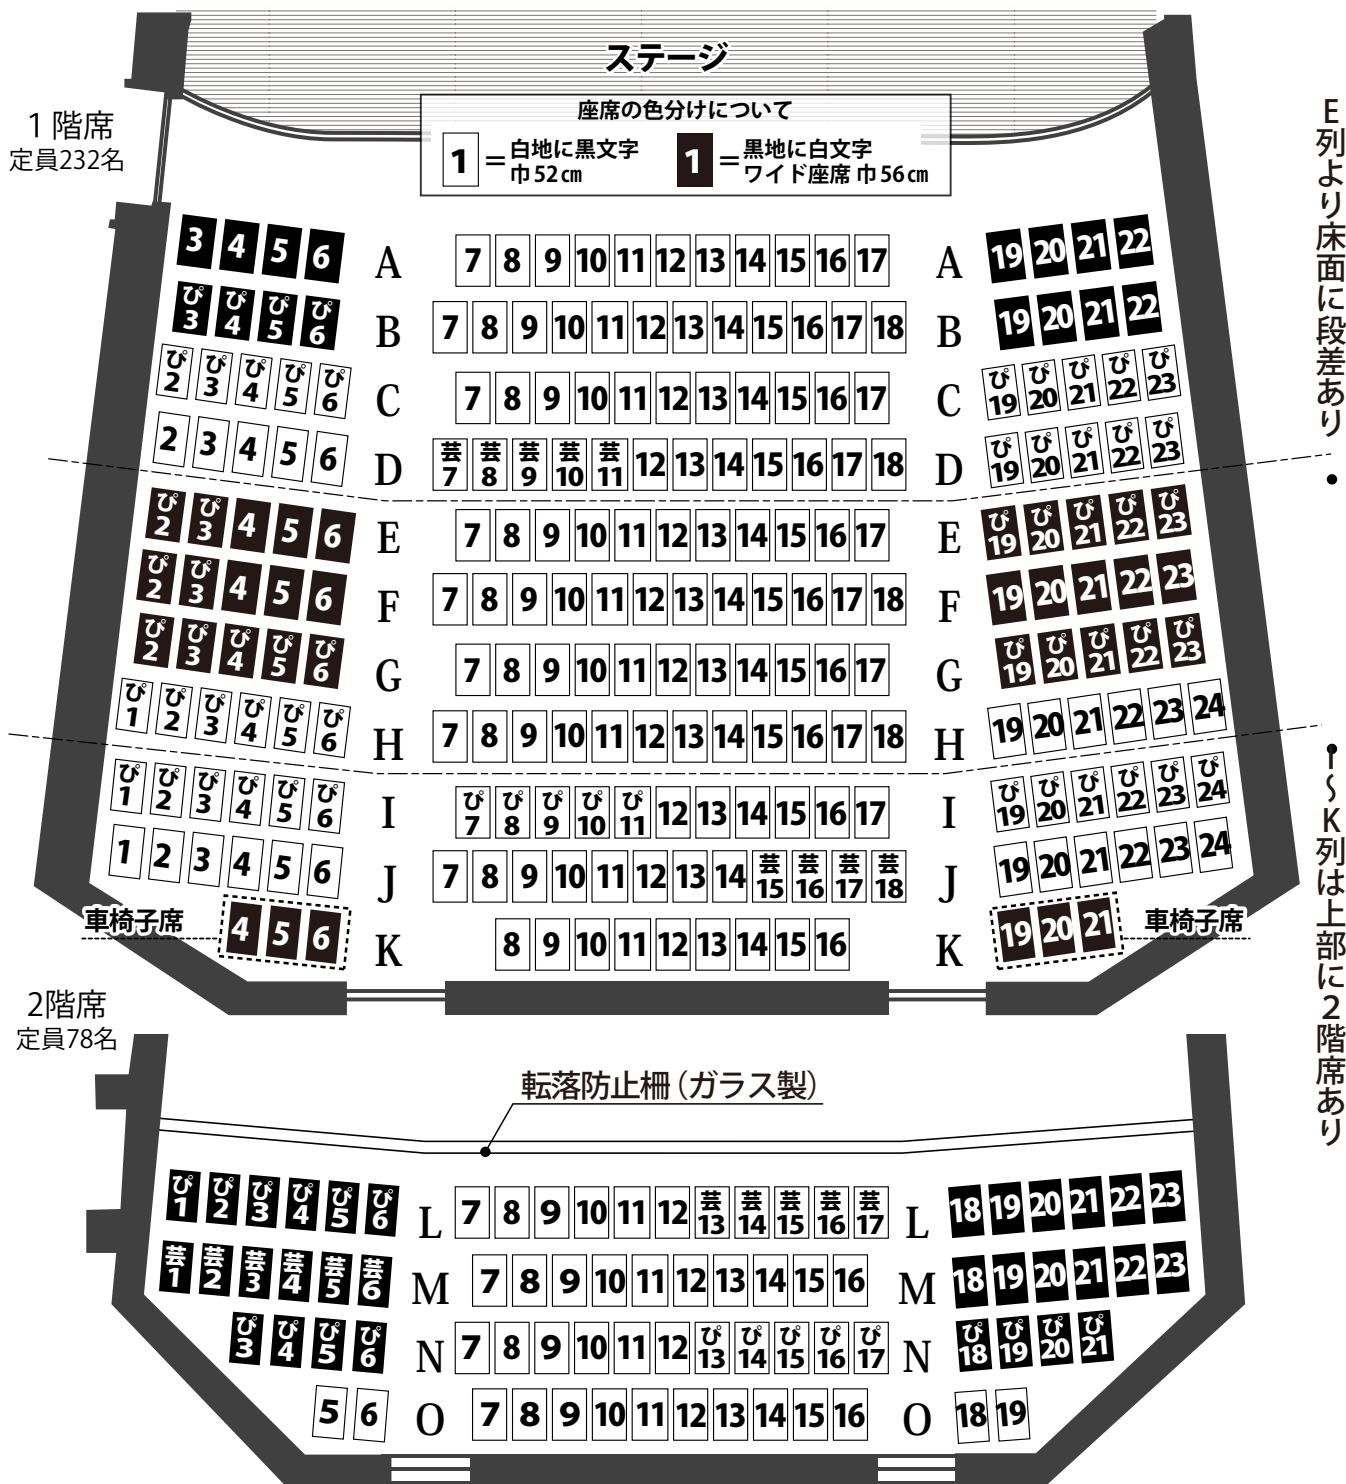 ステージ
座席の色分けについて
1 =白地に黒文字 巾52㎝
1 =黒地に白文字 ワイド座席 巾56㎝
1階席
定員232名
E列より床面に段差あり
I〜K列は上部に2階席あり
3 4 5 6 A 7 8 9 10 11 12 13 14 15 16 17 A 19 20 21 22
ぴ3 ぴ4 ぴ5 ぴ6 B 7 8 9 10 11 12 13 14 15 16 17 18 B 19 20 21 22
ぴ2 ぴ3 ぴ4 ぴ5 ぴ6 C 7 8 9 10 11 12 13 14 15 16 17 C ぴ19 ぴ20 ぴ21 ぴ22 ぴ23
2 3 4 5 6 D 芸7 芸8 芸9 芸10 芸11 12 13 14 15 16 17 18 D ぴ19 ぴ20 ぴ21 ぴ22 ぴ23
ぴ2 ぴ3 4 5 6 E 7 8 9 10 11 12 13 14 15 16 17 E ぴ19 ぴ20 ぴ21 ぴ22 ぴ23
ぴ2 ぴ3 4 5 6 F 7 8 9 10 11 12 13 14 15 16 17 18 F 19 20 21 22 23
ぴ2 ぴ3 ぴ4 ぴ5 ぴ6 G 7 8 9 10 11 12 13 14 15 16 17 G ぴ19 ぴ20 ぴ21 ぴ22 ぴ23
ぴ1 ぴ2 ぴ3 ぴ4 ぴ5 ぴ6 H 7 8 9 10 11 12 13 14 15 16 17 18 H 19 20 21 22 23 24
ぴ1 ぴ2 ぴ3 ぴ4 ぴ5 ぴ6 I ぴ7 ぴ8 ぴ9 ぴ10 ぴ11 12 13 14 15 16 17 I ぴ19 ぴ20 ぴ21 ぴ22 ぴ23 ぴ24
1 2 3 4 5 6 J 7 8 9 10 11 12 13 14 芸15 芸16 芸17 芸18 J 19 20 21 22 23 24
車椅子席 4 5 6 K 8 9 10 11 12 13 14 15 16 K 19 20 21 車椅子席
2階席
定員78名
転落防止柵(ガラス製)
ぴ1 ぴ2 ぴ3 ぴ4 ぴ5 ぴ6 L 7 8 9 10 11 12 芸13 芸14 芸15 芸16 芸17 L 18 19 20 21 22 23
芸1 芸2 芸3 芸4 芸5 芸6 M 7 8 9 10 11 12 13 14 15 16 M 18 19 20 21 22 23
ぴ3 ぴ4 ぴ5 ぴ6 N 7 8 9 10 11 12 ぴ13 ぴ14 ぴ15 ぴ16 ぴ17 N ぴ18 ぴ19 ぴ20 ぴ21
5 6 O 7 8 9 10 11 12 13 14 15 16 O 18 19